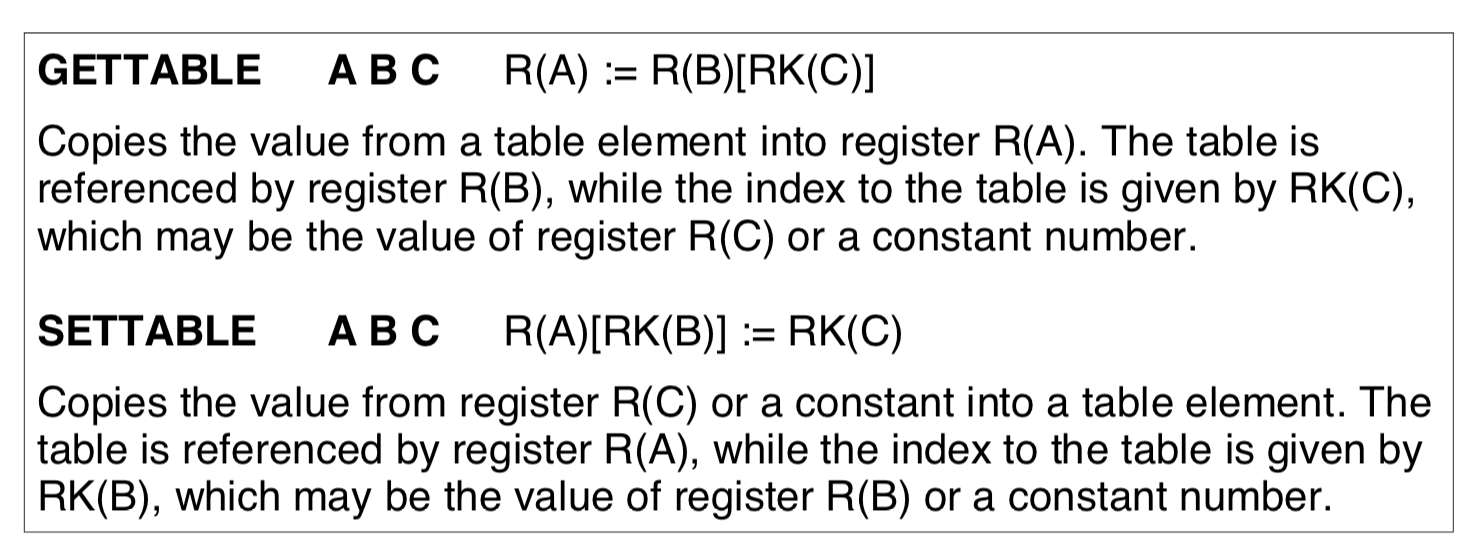 GETTABLE A B C R(A) := R(B)[RK(C)]
Copies the value from a table element into register R(A). The table is
referenced by register R(B), while the index to the table is given by RK(C),
which may be the value of register R(C) or a constant number.
SETTABLE A B C R(A)[RK(B)] := RK(C)
Copies the value from register R(C) or a constant into a table element. The
table is referenced by register R(A), while the index to the table is given by
RK(B), which may be the value of register R(B) or a constant number.